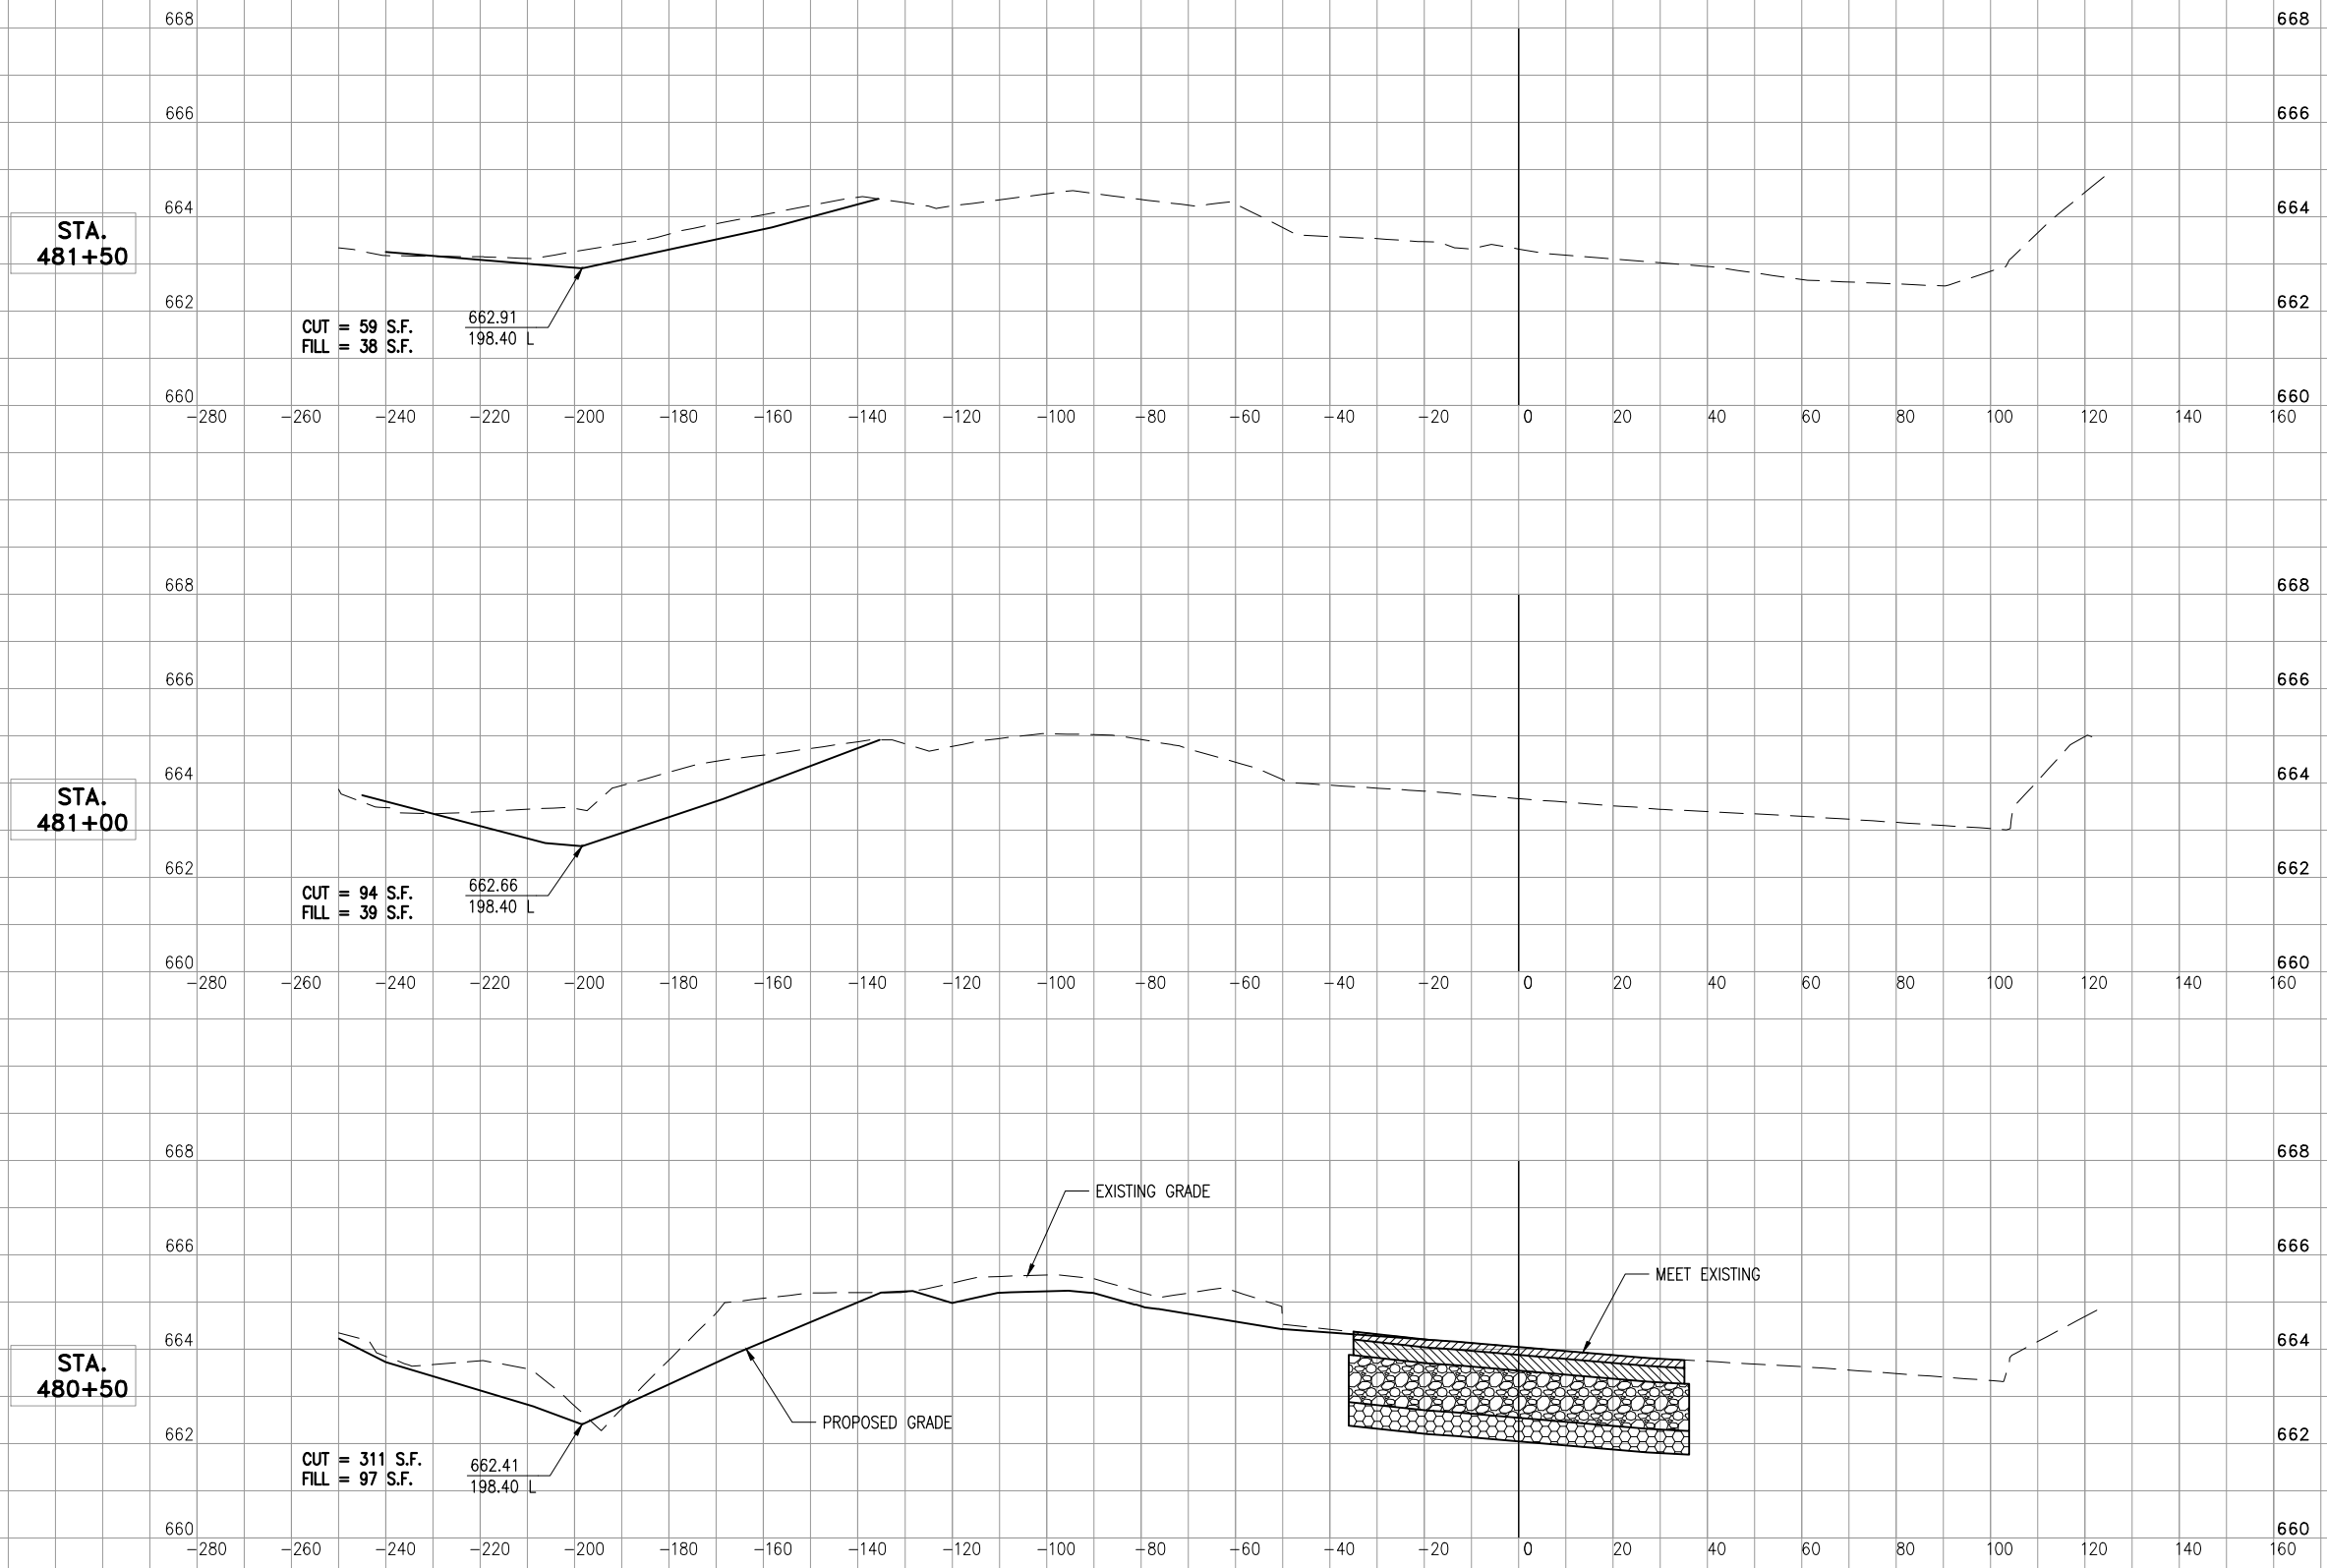 668 668
666 666
664 664
STA.
481+50
662 662
CUT = 59 S.F.
FILL = 38 S.F.
662.91
198.40 L
660 660
-280 -260 -240 -220 -200 -180 -160 -140 -120 -100 -80 -60 -40 -20 0 20 40 60 80 100 120 140 160
668 668
666 666
664 664
STA.
481+00
662 662
CUT = 94 S.F.
FILL = 39 S.F.
662.66
198.40 L
660 660
-280 -260 -240 -220 -200 -180 -160 -140 -120 -100 -80 -60 -40 -20 0 20 40 60 80 100 120 140 160
668 668
EXISTING GRADE
666 666
MEET EXISTING
664 664
STA.
480+50
PROPOSED GRADE
662 662
CUT = 311 S.F.
FILL = 97 S.F.
662.41
198.40 L
660 660
-280 -260 -240 -220 -200 -180 -160 -140 -120 -100 -80 -60 -40 -20 0 20 40 60 80 100 120 140 160